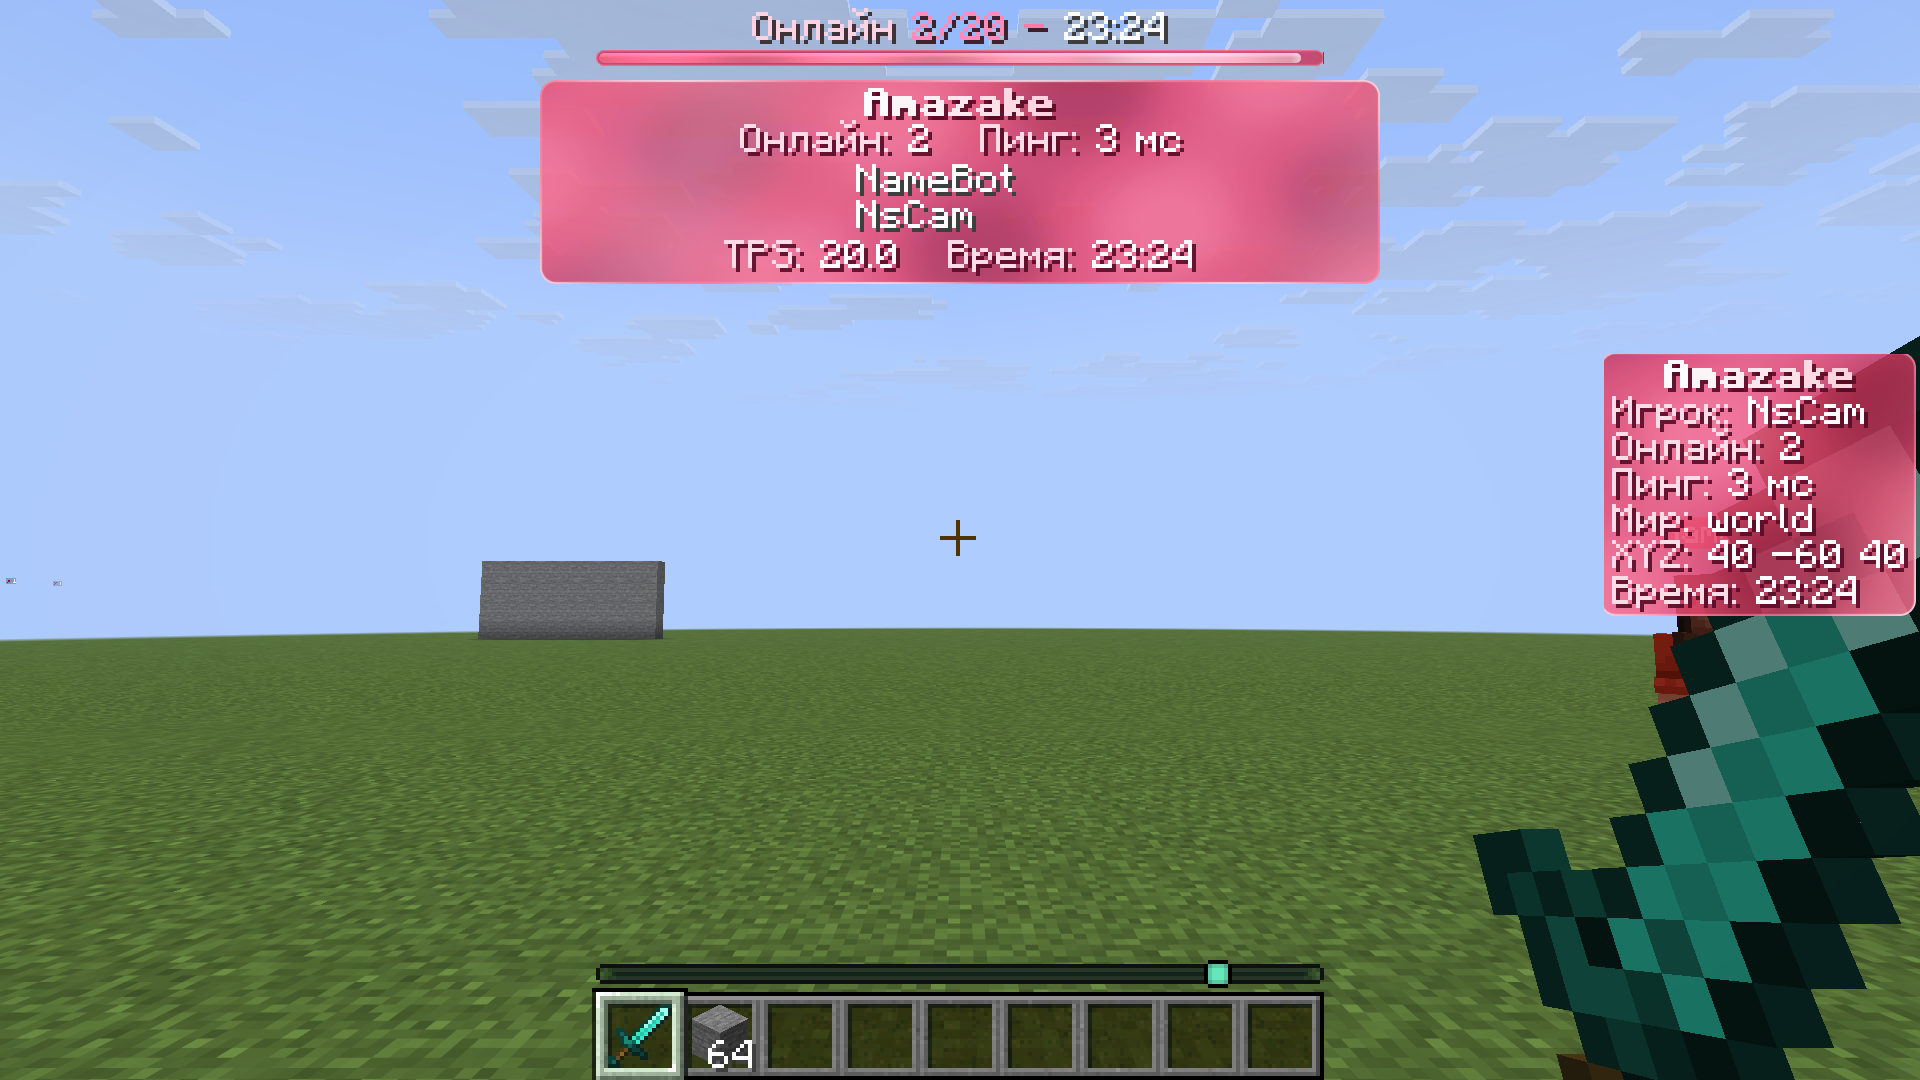 Онлайн 2/20 – 23:24
Amazake
Онлайн: 2 Пинг: 3 мс
NameBot
NsCam
TPS: 20.0 Время: 23:24
Amazake
Игрок: NsCam
Онлайн: 2
Пинг: 3 мс
Мир: world
XYZ: 40 -60 40
Время: 23:24
64